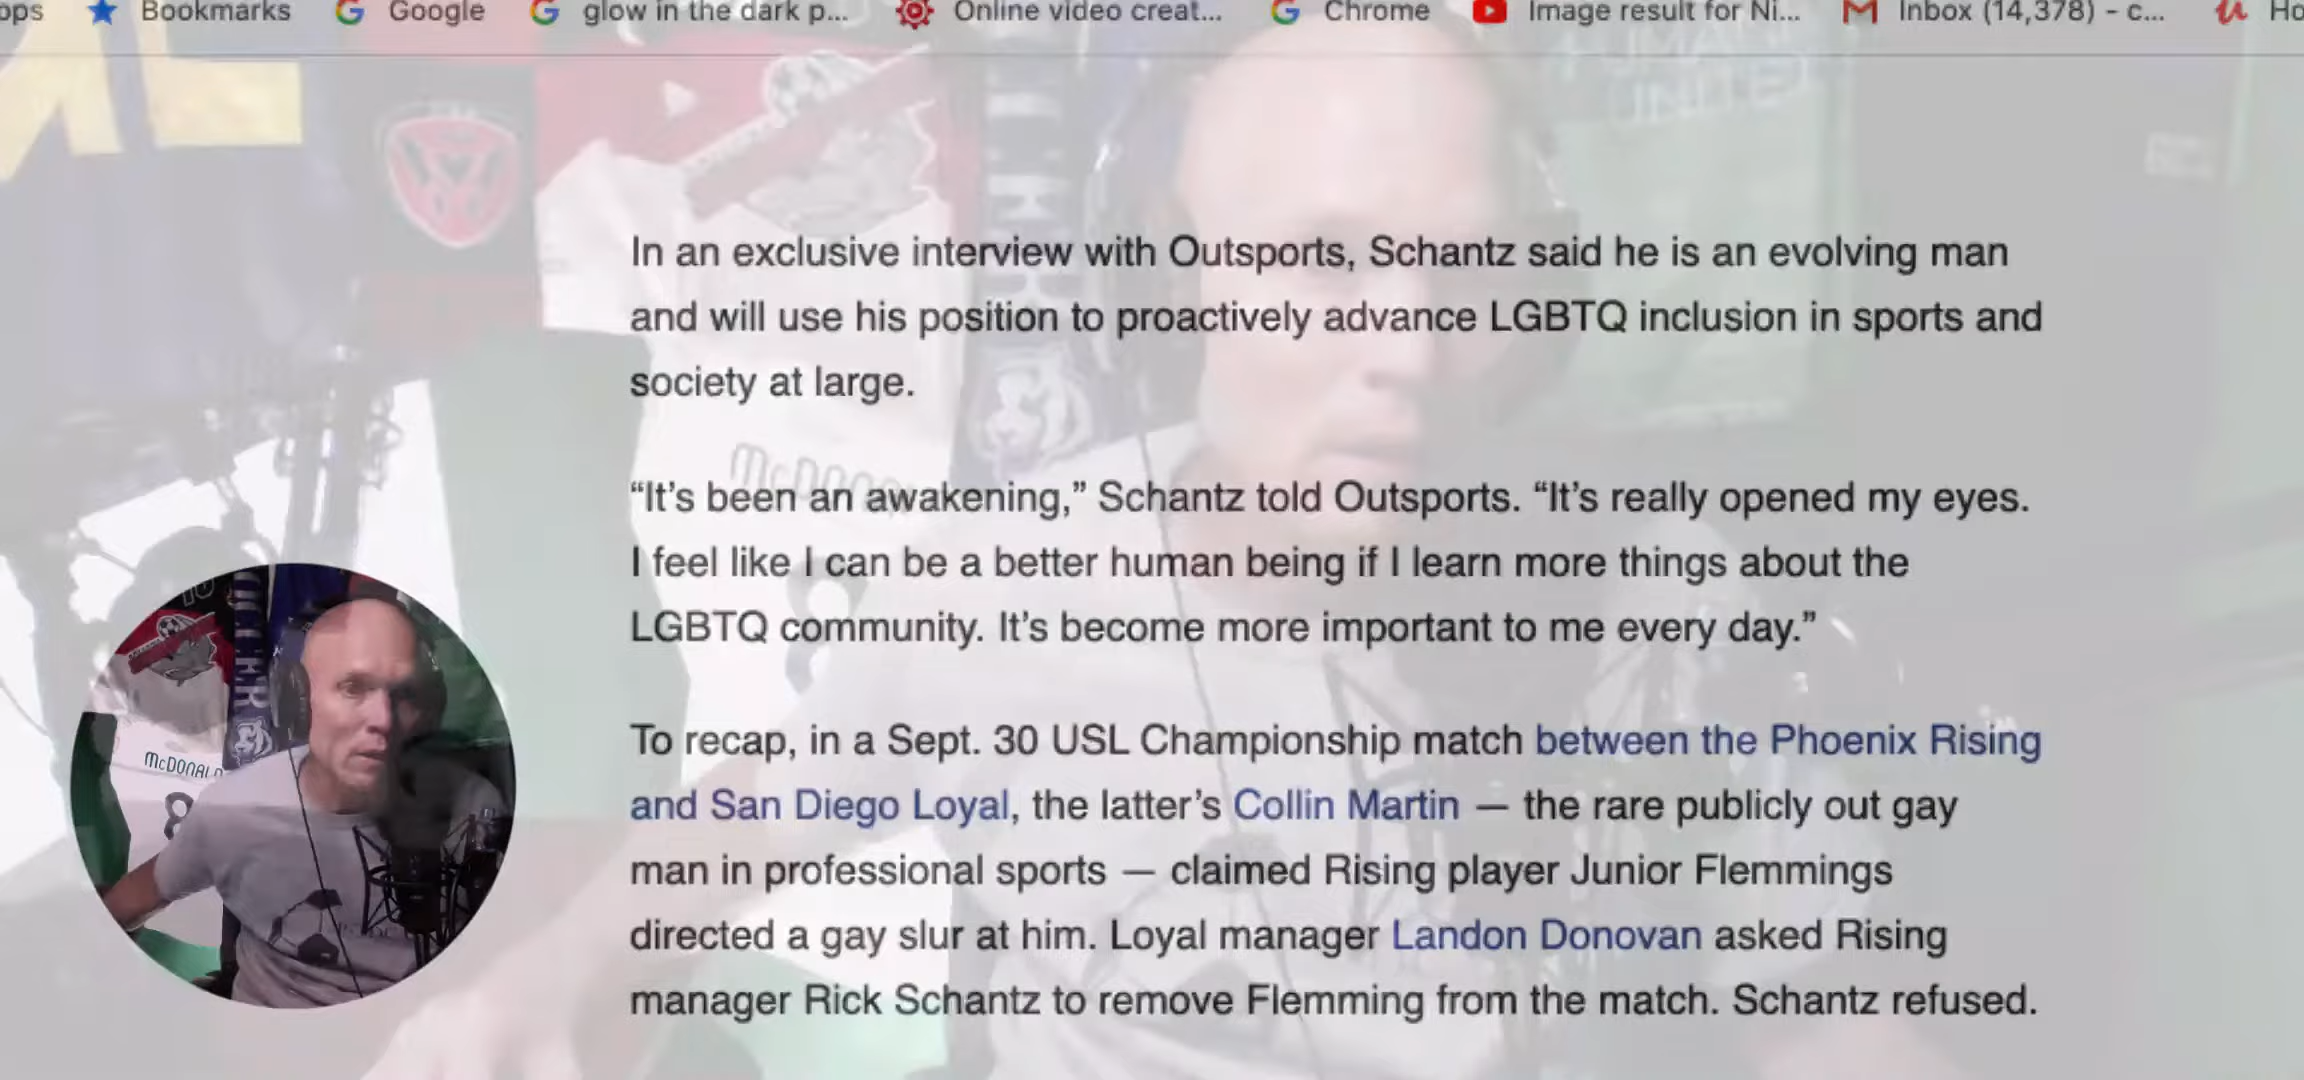 ops Bookmarks Google glow in the dark p... Online video creat... Chrome Image result for Ni... Inbox (14,378) - c... Ho
UNITED
In an exclusive interview with Outsports, Schantz said he is an evolving man
and will use his position to proactively advance LGBTQ inclusion in sports and
society at large.
“It’s been an awakening,” Schantz told Outsports. “It’s really opened my eyes.
I feel like I can be a better human being if I learn more things about the
LGBTQ community. It’s become more important to me every day.”
To recap, in a Sept. 30 USL Championship match between the Phoenix Rising
and San Diego Loyal, the latter’s Collin Martin — the rare publicly out gay
man in professional sports — claimed Rising player Junior Flemmings
directed a gay slur at him. Loyal manager Landon Donovan asked Rising
manager Rick Schantz to remove Flemming from the match. Schantz refused.
McDONAL
8